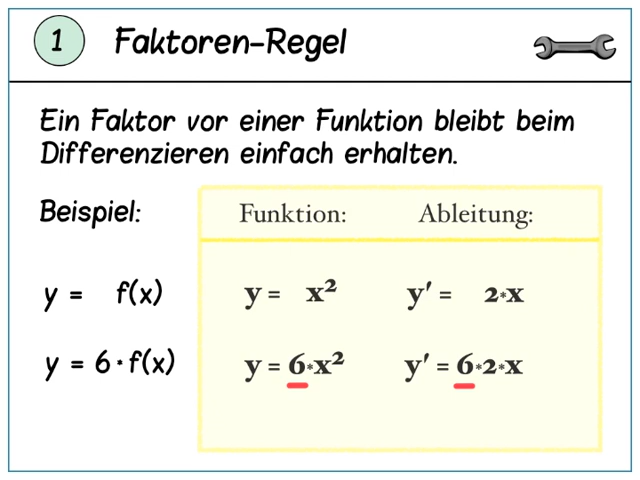 1 Faktoren-Regel
Ein Faktor vor einer Funktion bleibt beim
Differenzieren einfach erhalten.
Beispiel: Funktion: Ableitung:
y = f(x) y = x² y' = 2*x
y = 6·f(x) y = 6*x² y' = 6*2*x